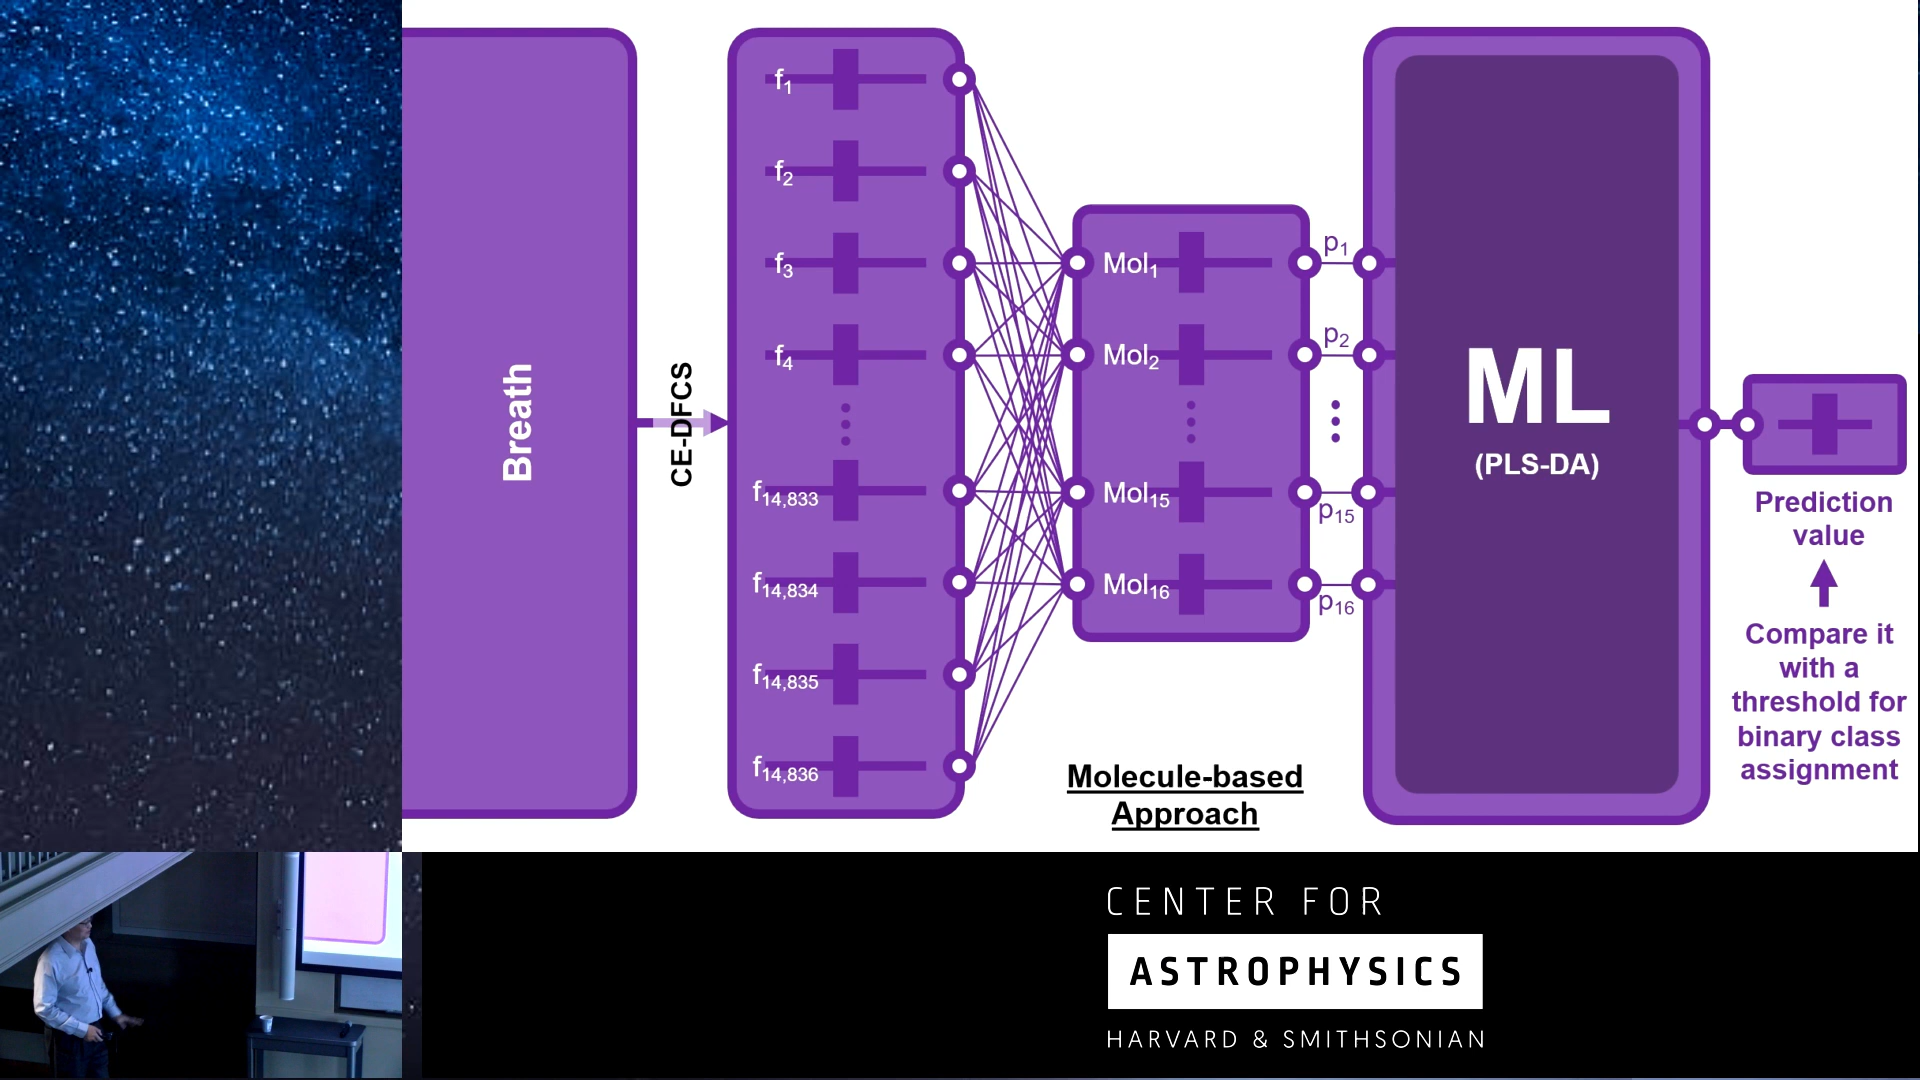 Breath
CE-DFCS
f1
f2
f3
f4
f14,833
f14,834
f14,835
f14,836
Mol1
Mol2
Mol15
Mol16
p1
p2
p15
p16
Molecule-based
Approach
ML
(PLS-DA)
Prediction
value
Compare it
with a
threshold for
binary class
assignment
CENTER FOR
ASTROPHYSICS
HARVARD & SMITHSONIAN